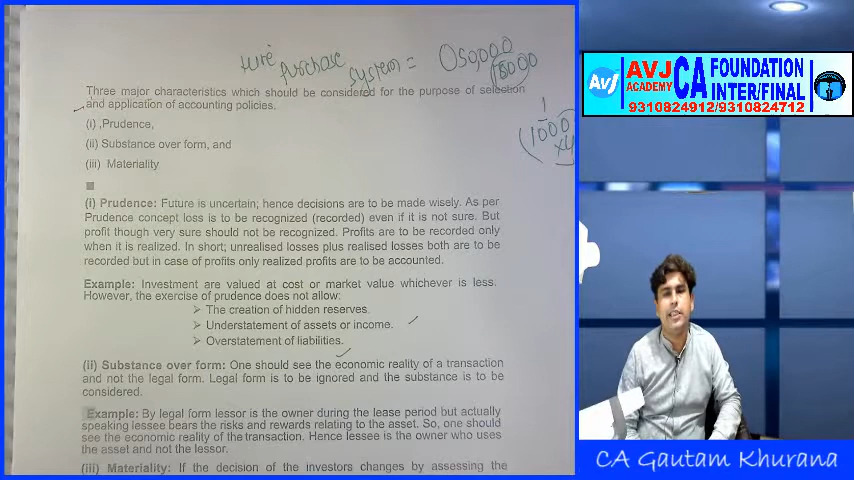 Hire purchase system = 050000
10000
Three major characteristics which should be considered for the purpose of selection
and application of accounting policies.
(i) ,Prudence,
(ii) Substance over form, and
(iii) Materiality
1
(1000
x4
(i) Prudence: Future is uncertain; hence decisions are to be made wisely. As per
Prudence concept loss is to be recognized (recorded) even if it is not sure. But
profit though very sure should not be recognized. Profits are to be recorded only
when it is realized. In short; unrealised losses plus realised losses both are to be
recorded but in case of profits only realized profits are to be accounted.
Example: Investment are valued at cost or market value whichever is less.
However, the exercise of prudence does not allow:
➢ The creation of hidden reserves.
➢ Understatement of assets or income.
➢ Overstatement of liabilities.
(ii) Substance over form: One should see the economic reality of a transaction
and not the legal form. Legal form is to be ignored and the substance is to be
considered.
Example: By legal form lessor is the owner during the lease period but actually
speaking lessee bears the risks and rewards relating to the asset. So, one should
see the economic reality of the transaction. Hence lessee is the owner who uses
the asset and not the lessor.
(iii) Materiality: If the decision of the investors changes by assessing the
AVJ
AVJ ACADEMY CA FOUNDATION INTER/FINAL
9310824912/9310824712
CA Gautam Khurana